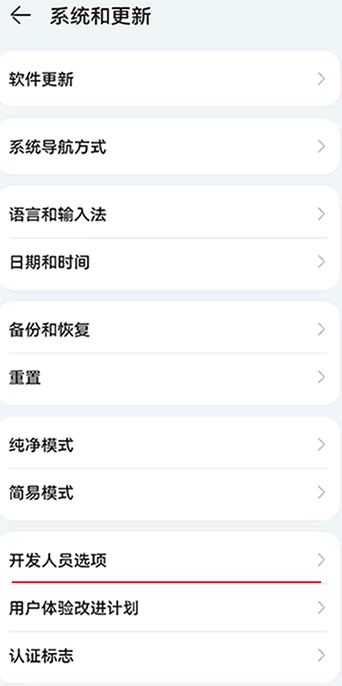 系统和更新
软件更新
系统导航方式
语言和输入法
日期和时间
备份和恢复
重置
纯净模式
简易模式
开发人员选项
用户体验改进计划
认证标志